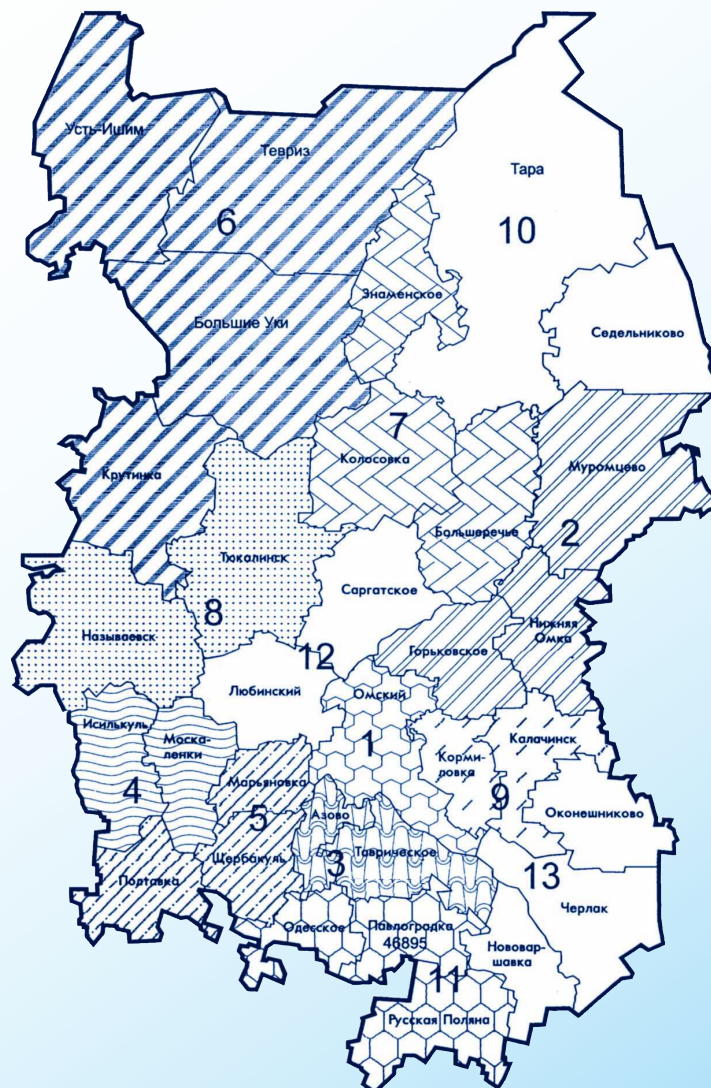 Усть-Ишим
Тевриз
Тара
6
10
Знаменское
Седельниково
Большие Уки
7
Крутинка
Колосовка
Муромцево
Большеречье
2
Тюкалинск
Саргатское
8
Называевск
Нижняя
Омка
Горьковское
12
Любинский
Омский
Исилькуль
Моска-
ленки
Калачинск
1
Марьяновка
Корми-
ловка
4
9
Азово
Оконешниково
5
Щербакуль
3
Таврическое
Полтавка
13
Черлак
Одесское
Павлоградка
46895
Нововар-
шавка
11
Русская Поляна